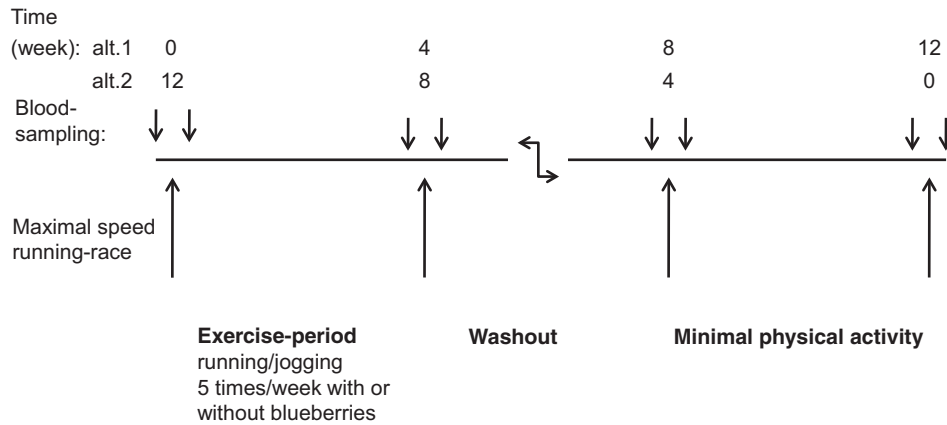 Time
(week): alt.1 0 4 8 12
alt.2 12 8 4 0
Blood-
sampling:
Maximal speed
running-race
Exercise-period Washout Minimal physical activity
running/jogging
5 times/week with or
without blueberries